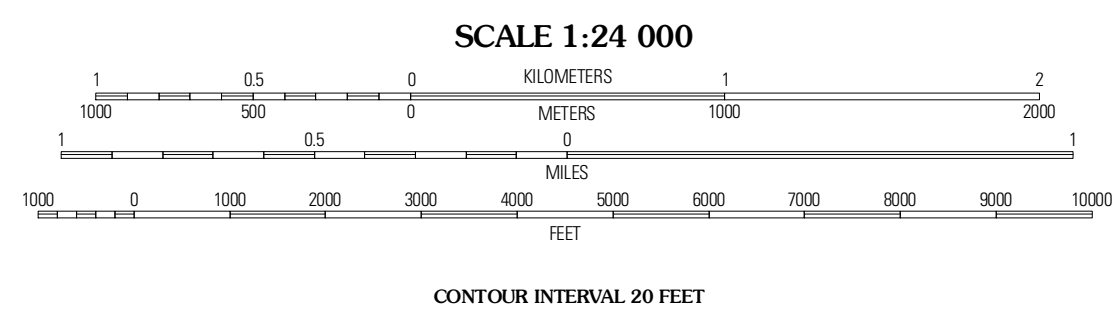 SCALE 1:24 000
1 0.5 0 KILOMETERS 1 2
1000 500 0 METERS 1000 2000
1 0.5 0 1
MILES
1000 0 1000 2000 3000 4000 5000 6000 7000 8000 9000 10000
FEET
CONTOUR INTERVAL 20 FEET